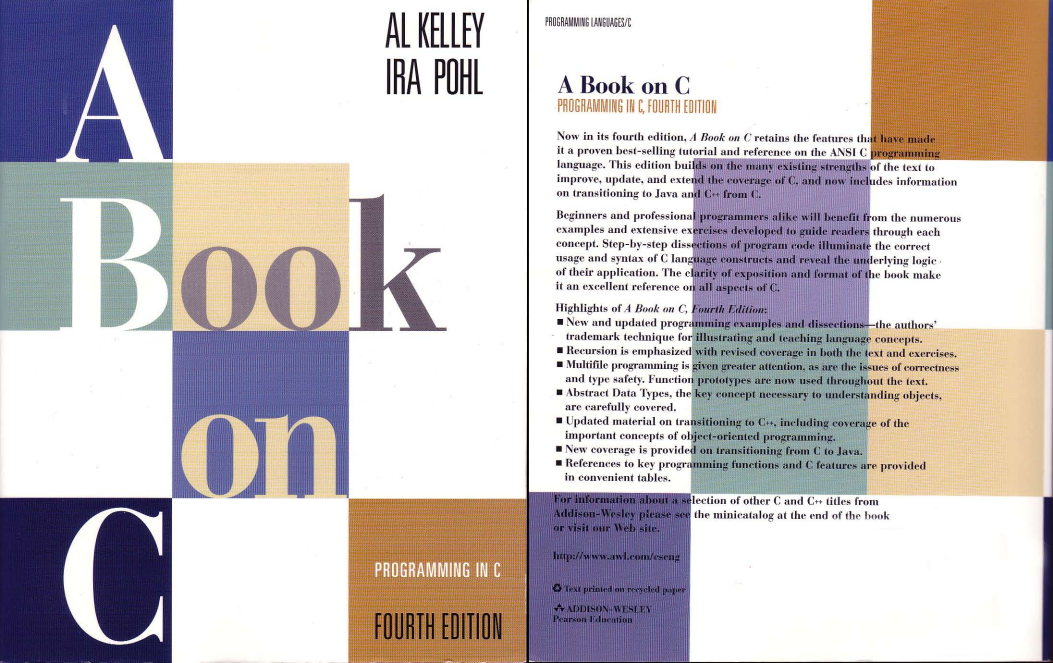 A
Book
on
C
AL KELLEY
IRA POHL
PROGRAMMING IN C
FOURTH EDITION
PROGRAMMING LANGUAGES/C
A Book on C
PROGRAMMING IN C, FOURTH EDITION
Now in its fourth edition, A Book on C retains the features that have made
it a proven best-selling tutorial and reference on the ANSI C programming
language. This edition builds on the many existing strengths of the text to
improve, update, and extend the coverage of C, and now includes information
on transitioning to Java and C++ from C.
Beginners and professional programmers alike will benefit from the numerous
examples and extensive exercises developed to guide readers through each
concept. Step-by-step dissections of program code illuminate the correct
usage and syntax of C language constructs and reveal the underlying logic
of their application. The clarity of exposition and format of the book make
it an excellent reference on all aspects of C.
Highlights of A Book on C, Fourth Edition:
■ New and updated programming examples and dissections—the authors'
trademark technique for illustrating and teaching language concepts.
■ Recursion is emphasized with revised coverage in both the text and exercises.
■ Multifile programming is given greater attention, as are the issues of correctness
and type safety. Function prototypes are now used throughout the text.
■ Abstract Data Types, the key concept necessary to understanding objects,
are carefully covered.
■ Updated material on transitioning to C++, including coverage of the
important concepts of object-oriented programming.
■ New coverage is provided on transitioning from C to Java.
■ References to key programming functions and C features are provided
in convenient tables.
For information about a selection of other C and C++ titles from
Addison-Wesley please see the minicatalog at the end of the book
or visit our Web site.
http://www.awl.com/cseng
Text printed on recycled paper
ADDISON-WESLEY
Pearson Education